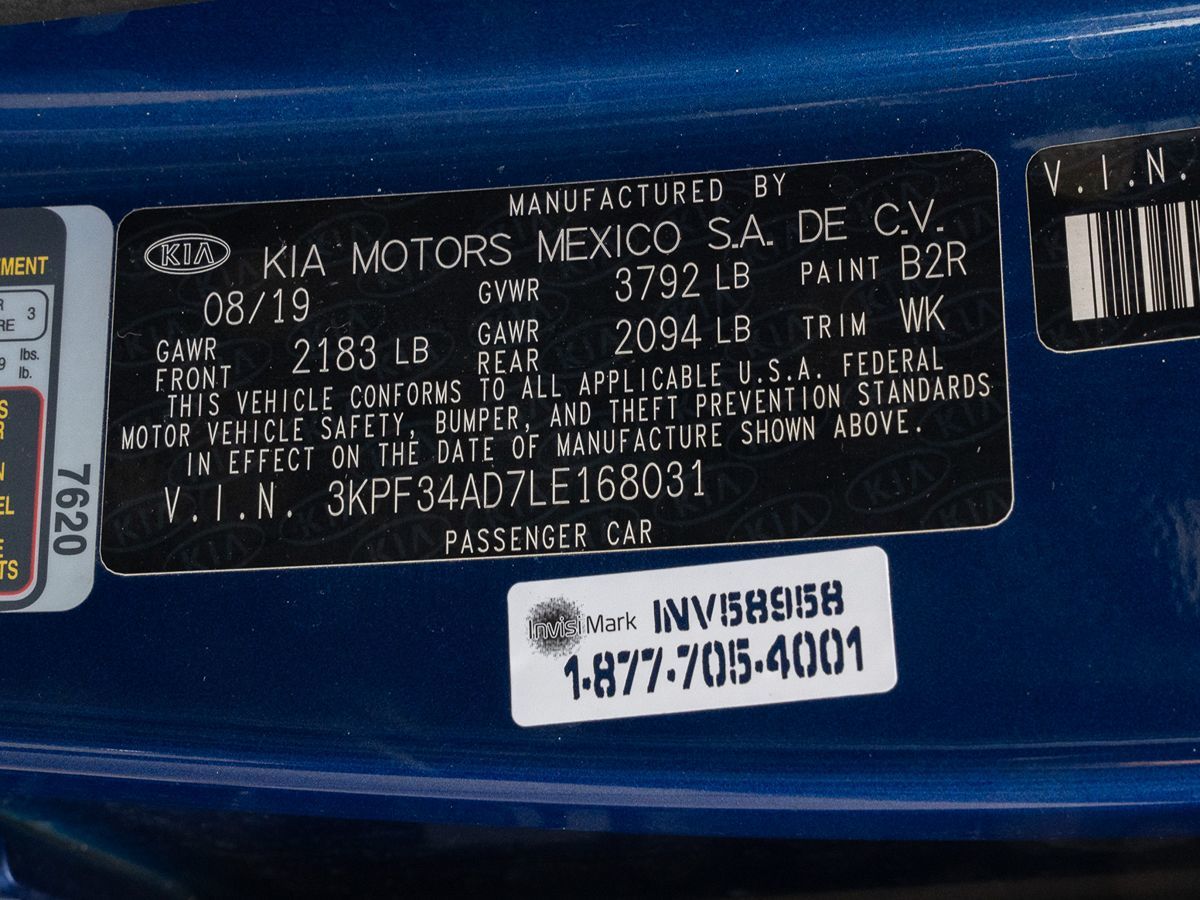 MANUFACTURED BY
KIA KIA MOTORS MEXICO S.A. DE C.V.
08/19 GVWR 3792 LB PAINT B2R
GAWR FRONT 2183 LB GAWR REAR 2094 LB TRIM WK
THIS VEHICLE CONFORMS TO ALL APPLICABLE U.S.A. FEDERAL
MOTOR VEHICLE SAFETY, BUMPER, AND THEFT PREVENTION STANDARDS
IN EFFECT ON THE DATE OF MANUFACTURE SHOWN ABOVE.
V.I.N. 3KPF34AD7LE168031
PASSENGER CAR
InvisiMark INV58958
1-877-705-4001
V.I.N.
3
lbs.
lb.
7620